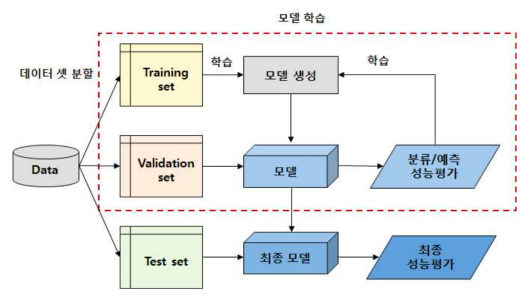 모델 학습
데이터 셋 분할
Training
set
학습
모델 생성
학습
Data
Validation
set
모델
분류/예측
성능평가
Test set
최종 모델
최종
성능평가